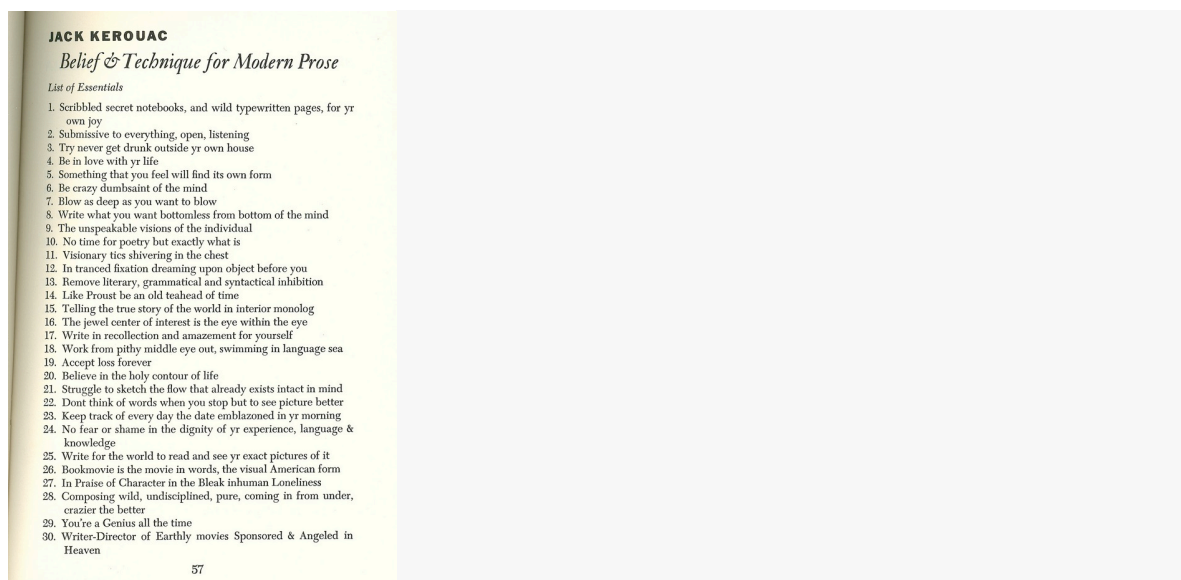 JACK KEROUAC
Belief & Technique for Modern Prose
List of Essentials
1. Scribbled secret notebooks, and wild typewritten pages, for yr
own joy
2. Submissive to everything, open, listening
3. Try never get drunk outside yr own house
4. Be in love with yr life
5. Something that you feel will find its own form
6. Be crazy dumbsaint of the mind
7. Blow as deep as you want to blow
8. Write what you want bottomless from bottom of the mind
9. The unspeakable visions of the individual
10. No time for poetry but exactly what is
11. Visionary tics shivering in the chest
12. In tranced fixation dreaming upon object before you
13. Remove literary, grammatical and syntactical inhibition
14. Like Proust be an old teahead of time
15. Telling the true story of the world in interior monolog
16. The jewel center of interest is the eye within the eye
17. Write in recollection and amazement for yourself
18. Work from pithy middle eye out, swimming in language sea
19. Accept loss forever
20. Believe in the holy contour of life
21. Struggle to sketch the flow that already exists intact in mind
22. Dont think of words when you stop but to see picture better
23. Keep track of every day the date emblazoned in yr morning
24. No fear or shame in the dignity of yr experience, language &
knowledge
25. Write for the world to read and see yr exact pictures of it
26. Bookmovie is the movie in words, the visual American form
27. In Praise of Character in the Bleak inhuman Loneliness
28. Composing wild, undisciplined, pure, coming in from under,
crazier the better
29. You're a Genius all the time
30. Writer-Director of Earthly movies Sponsored & Angeled in
Heaven
57